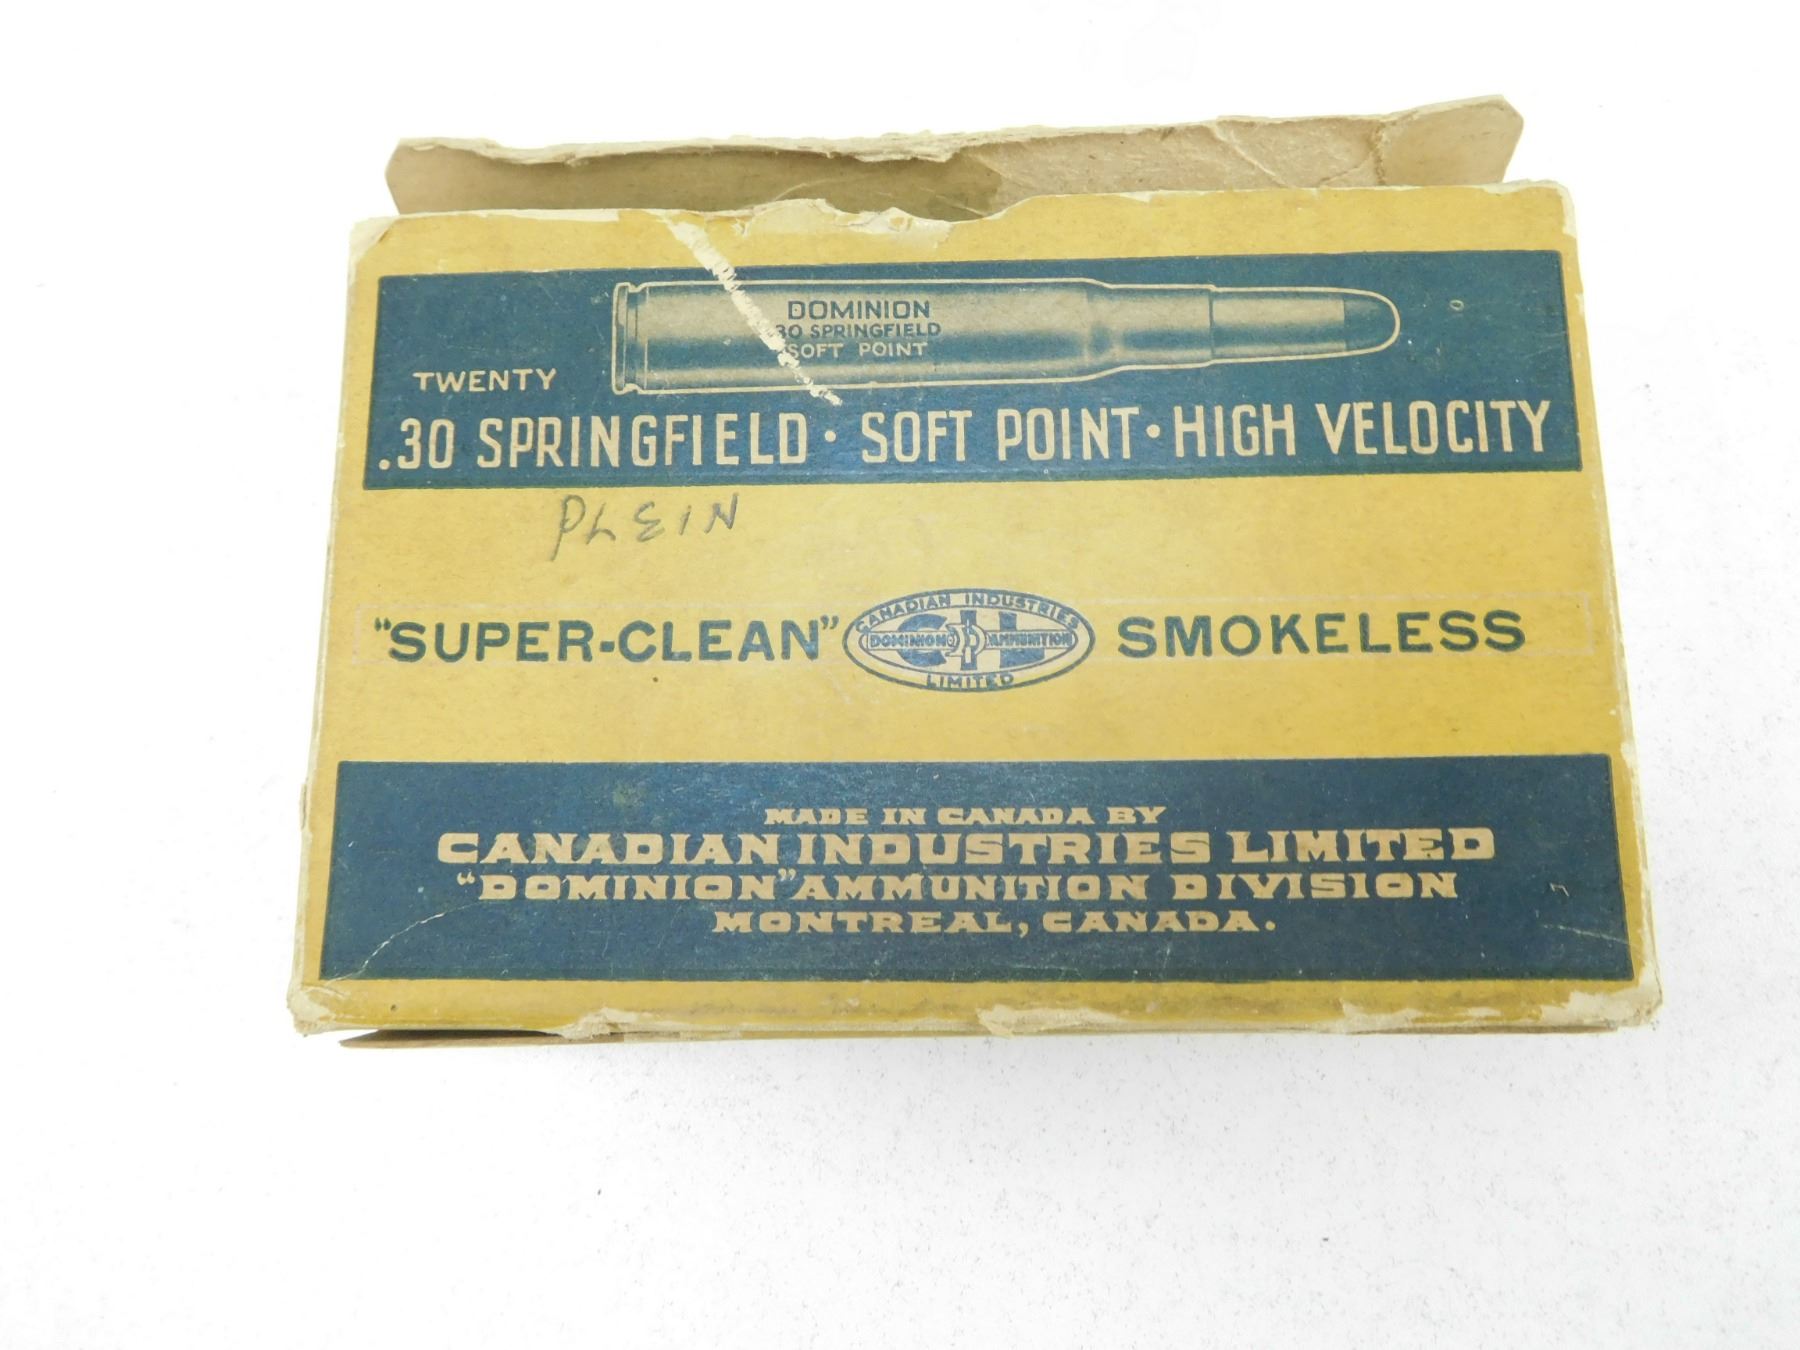 DOMINION
.30 SPRINGFIELD
SOFT POINT
TWENTY
.30 SPRINGFIELD · SOFT POINT · HIGH VELOCITY
PLEIN
"SUPER-CLEAN" SMOKELESS
CANADIAN INDUSTRIES
CIL
DOMINION AMMUNITION
LIMITED
MADE IN CANADA BY
CANADIAN INDUSTRIES LIMITED
"DOMINION" AMMUNITION DIVISION
MONTREAL, CANADA.